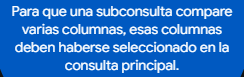 Para que una subconsulta compare
varias columnas, esas columnas
deben haberse seleccionado en la
consulta principal.